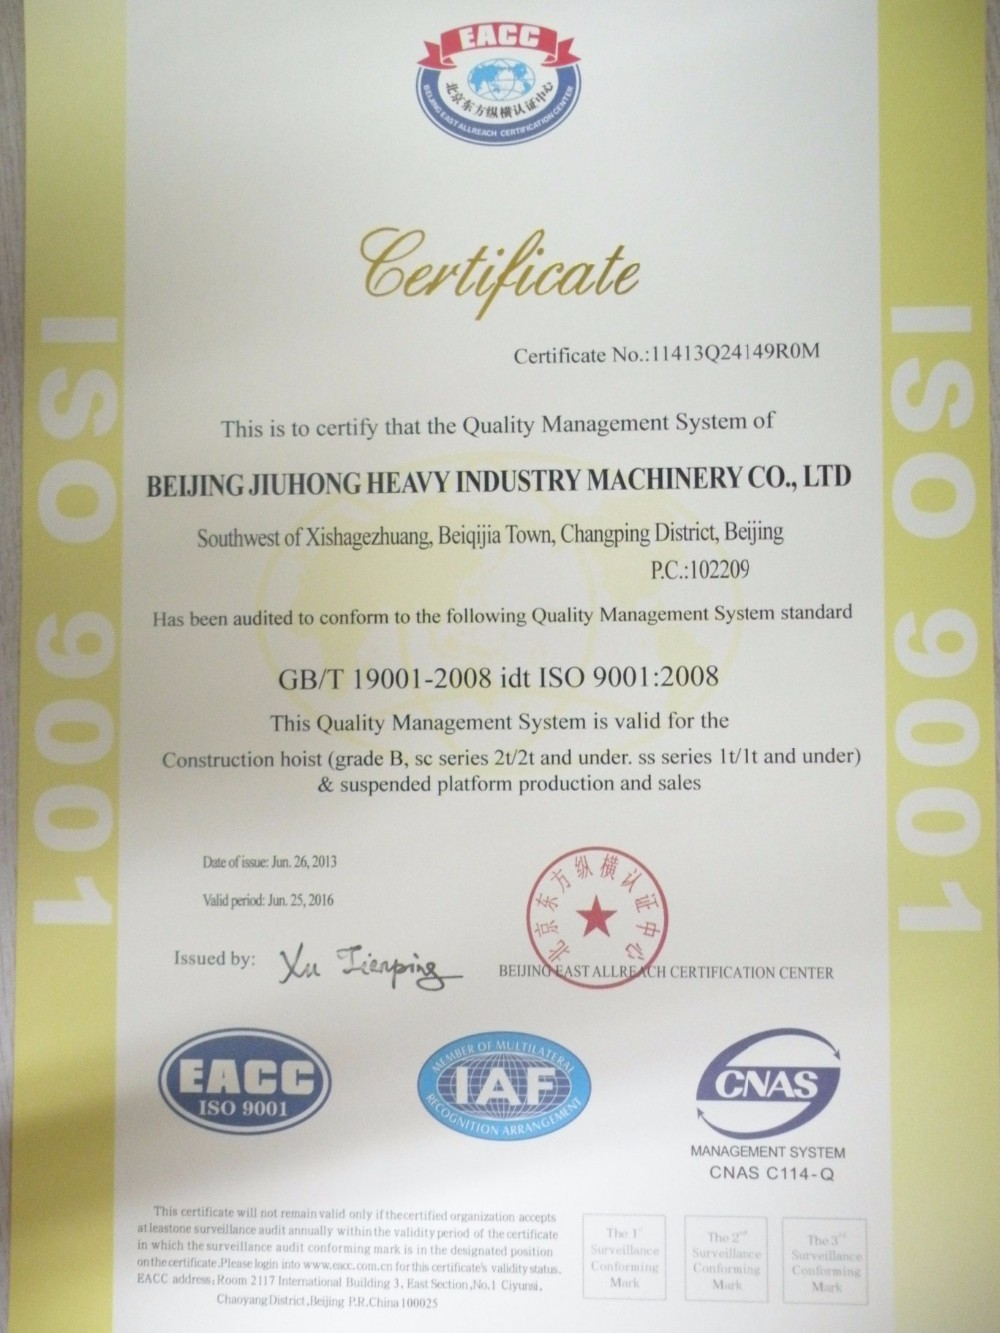 EACC
北京东方纵横认证中心
BEIJING EAST ALLREACH CERTIFICATION CENTER
Certificate
Certificate No.:11413Q24149R0M
This is to certify that the Quality Management System of
BEIJING JIUHONG HEAVY INDUSTRY MACHINERY CO., LTD
Southwest of Xishagezhuang, Beiqijia Town, Changping District, Beijing
P.C.:102209
Has been audited to conform to the following Quality Management System standard
GB/T 19001-2008 idt ISO 9001:2008
This Quality Management System is valid for the
Construction hoist (grade B, sc series 2t/2t and under. ss series 1t/1t and under)
& suspended platform production and sales
ISO 9001
ISO 9001
Date of issue: Jun. 26, 2013
Valid period: Jun. 25, 2016
Issued by: Xu Tienping
北京东方纵横认证中心
BEIJING EAST ALLREACH CERTIFICATION CENTER
EACC
ISO 9001
MEMBER OF MULTILATERAL
IAF
RECOGNITION ARRANGEMENT
CNAS
MANAGEMENT SYSTEM
CNAS C114-Q
This certificate will not remain valid only if the certified organization accepts
at leastone surveillance audit annually within the validity period of the certificate
in which the surveillance audit conforming mark is in the designated position
on the certificate.Please login into www.eacc.com.cn for this certificate's validity status.
EACC address: Room 2117 International Building 3, East Section,No.1 Ciyunsi,
Chaoyang District,Beijing P.R.China 100025
The 1st
Surveillance
Conforming
Mark
The 2nd
Surveillance
Conforming
Mark
The 3rd
Surveillance
Conforming
Mark